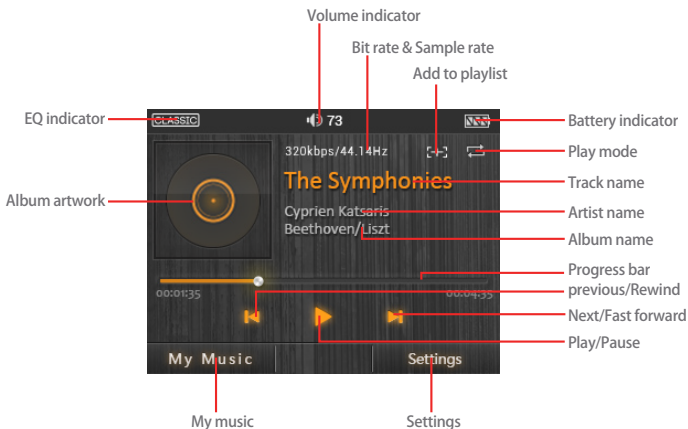 Volume indicator
Bit rate & Sample rate
Add to playlist
EQ indicator
CLASSIC
73
Battery indicator
320kbps/44.14Hz
Play mode
The Symphonies
Track name
Album artwork
Cyprien Katsaris
Artist name
Beethoven/Liszt
Album name
Progress bar
00:01:35
00:04:35
previous/Rewind
Next/Fast forward
Play/Pause
My Music
Settings
My music
Settings